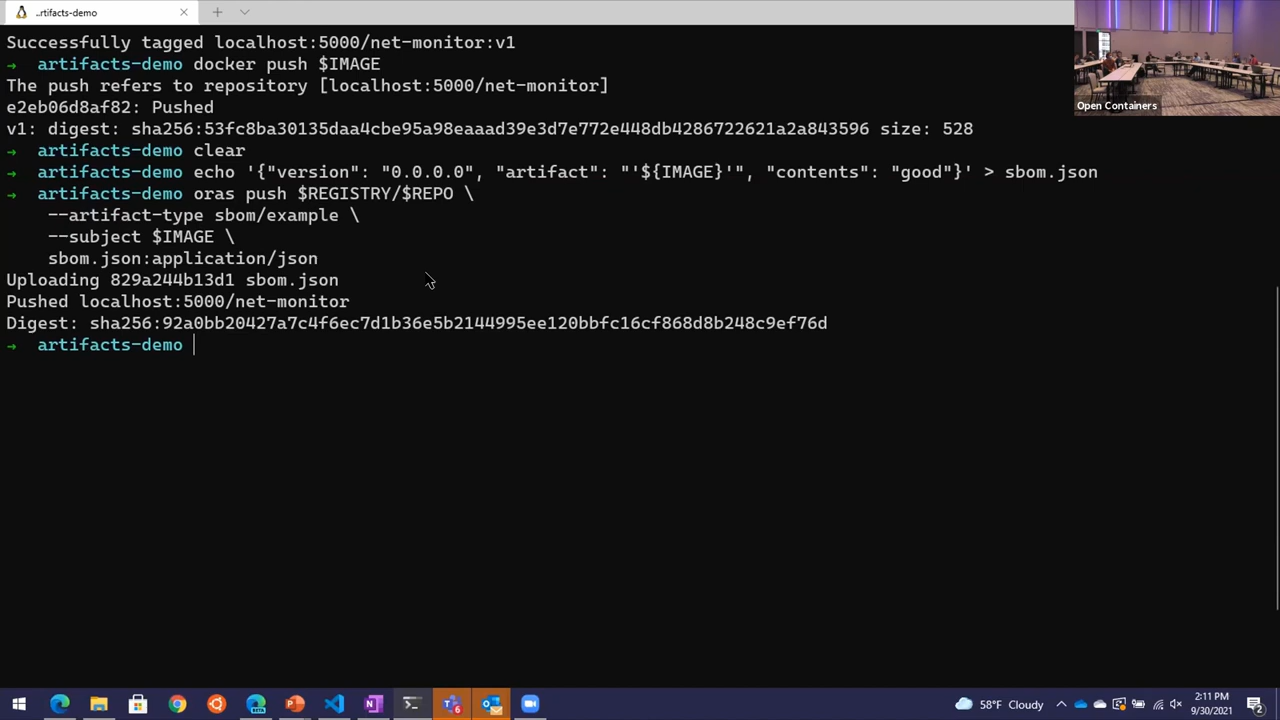 ..rtifacts-demo
Successfully tagged localhost:5000/net-monitor:v1
→ artifacts-demo docker push $IMAGE
The push refers to repository [localhost:5000/net-monitor]
e2eb06d8af82: Pushed
v1: digest: sha256:53fc8ba30135daa4cbe95a98eaaad39e3d7e772e448db4286722621a2a843596 size: 528
→ artifacts-demo clear
→ artifacts-demo echo '{"version": "0.0.0.0", "artifact": "'${IMAGE}'", "contents": "good"}' > sbom.json
→ artifacts-demo oras push $REGISTRY/$REPO \
--artifact-type sbom/example \
--subject $IMAGE \
sbom.json:application/json
Uploading 829a244b13d1 sbom.json
Pushed localhost:5000/net-monitor
Digest: sha256:92a0bb20427a7c4f6ec7d1b36e5b2144995ee120bbfc16cf868d8b248c9ef76d
→ artifacts-demo
Open Containers
58°F Cloudy
2:11 PM
9/30/2021
2